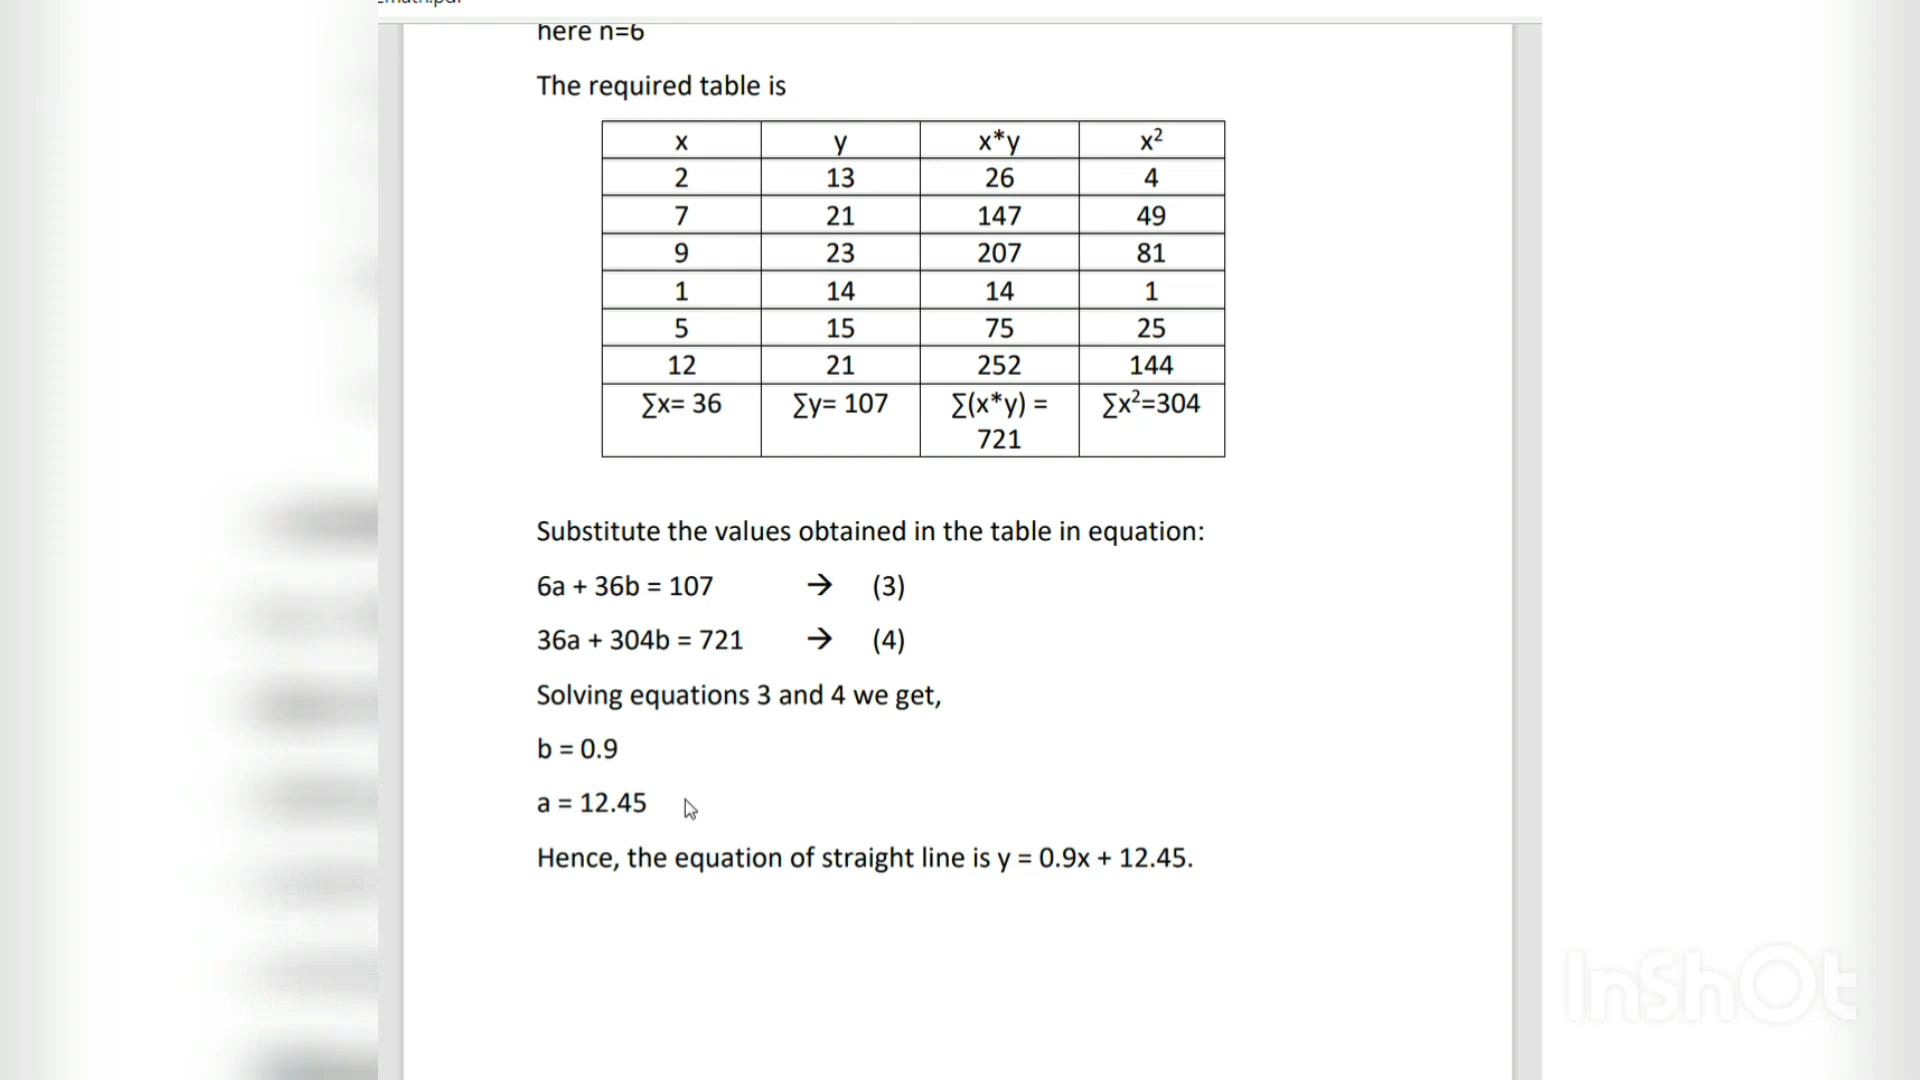 here n=6
The required table is
x y x*y x²
2 13 26 4
7 21 147 49
9 23 207 81
1 14 14 1
5 15 75 25
12 21 252 144
∑x= 36 ∑y= 107 ∑(x*y) = 721 ∑x²=304
Substitute the values obtained in the table in equation:
6a + 36b = 107 → (3)
36a + 304b = 721 → (4)
Solving equations 3 and 4 we get,
b = 0.9
a = 12.45
Hence, the equation of straight line is y = 0.9x + 12.45.
InShOt